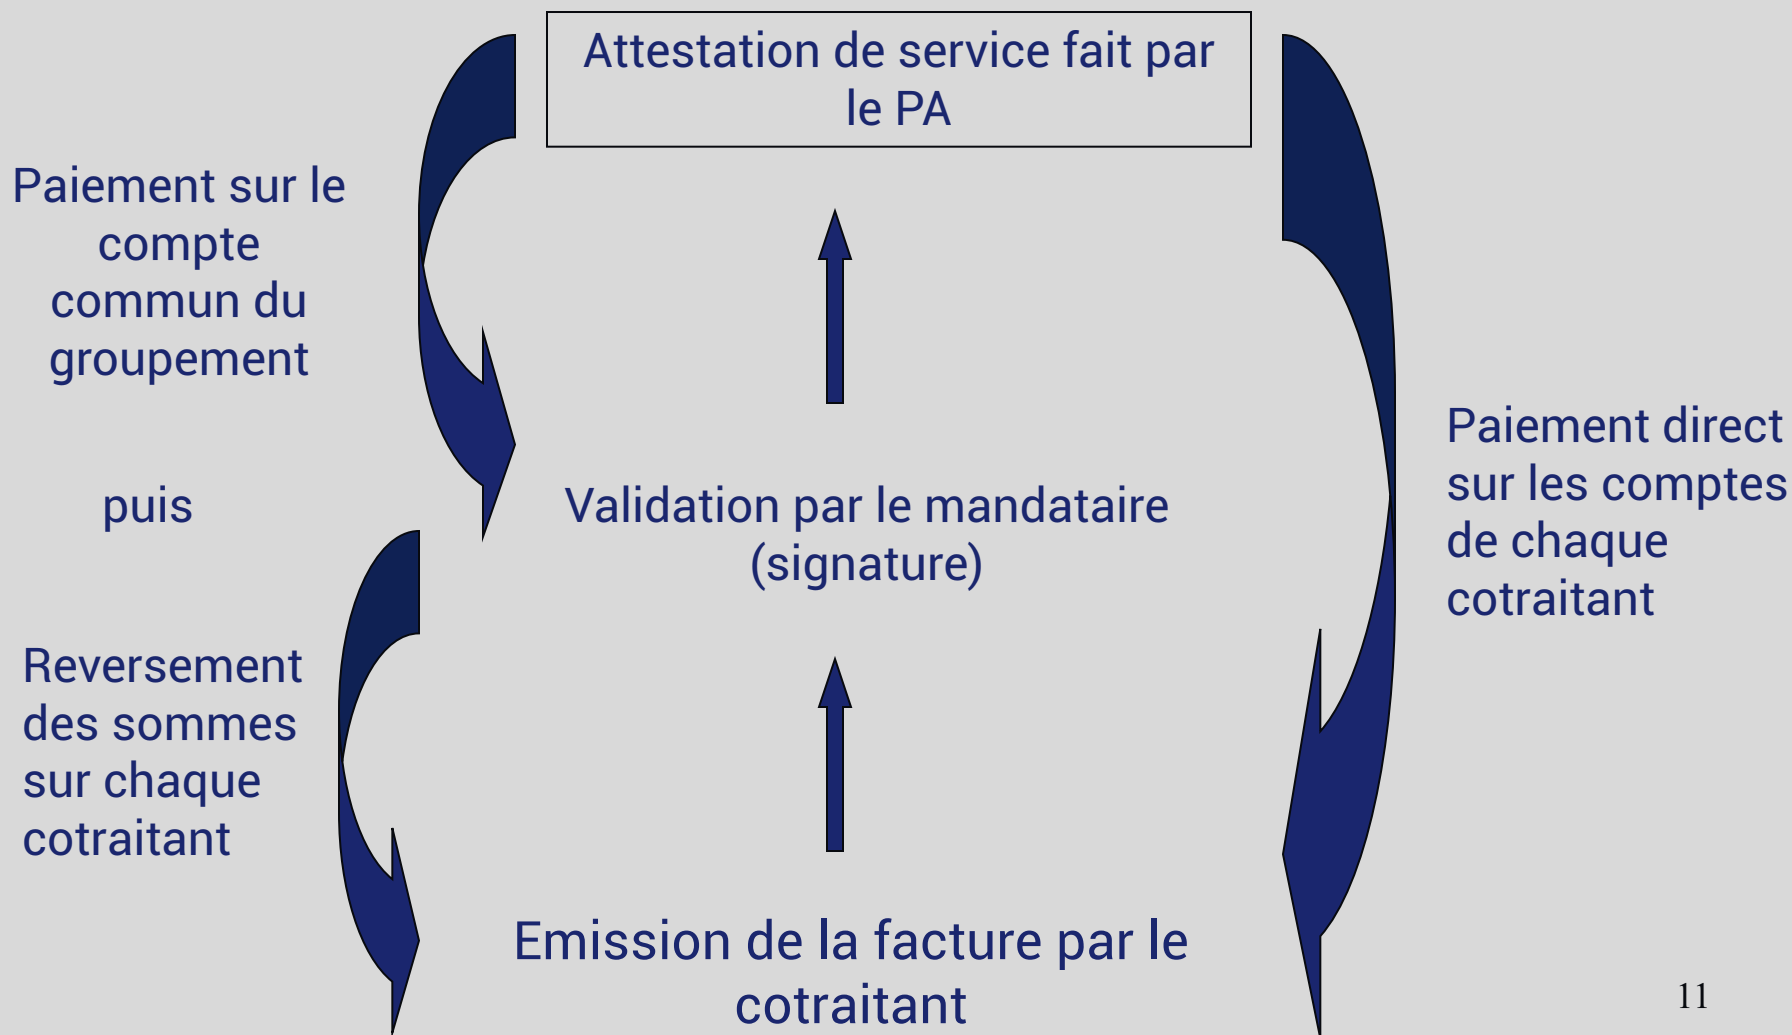 Attestation de service fait par
le PA
Paiement sur le
compte
commun du
groupement
puis
Reversement
des sommes
sur chaque
cotraitant
Validation par le mandataire
(signature)
Emission de la facture par le
cotraitant
Paiement direct
sur les comptes
de chaque
cotraitant
11